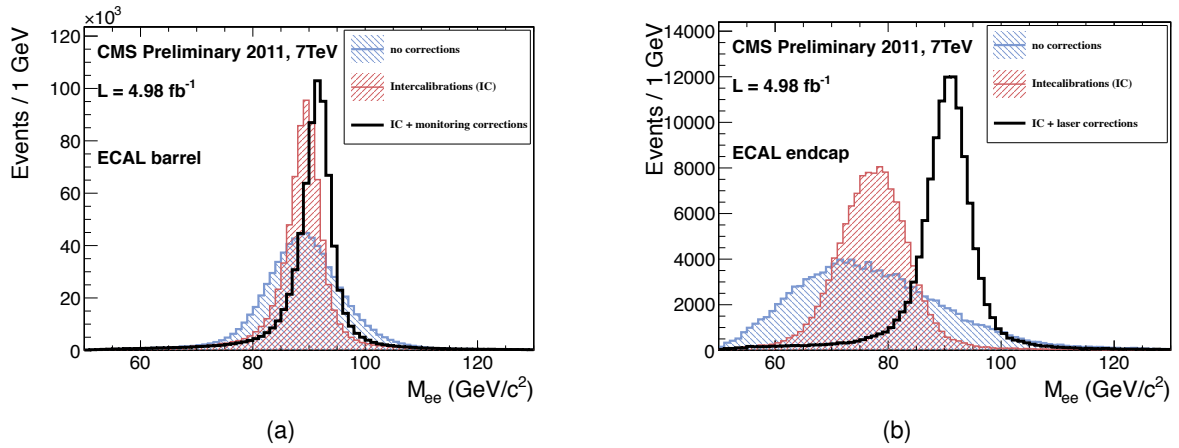 ×10³
120
100
80
60
40
20
0
Events / 1 GeV
CMS Preliminary 2011, 7TeV
L = 4.98 fb⁻¹
ECAL barrel
no corrections
Intercalibrations (IC)
IC + monitoring corrections
60 80 100 120
M_ee (GeV/c²)
(a)
14000
12000
10000
8000
6000
4000
2000
0
Events / 1 GeV
CMS Preliminary 2011, 7TeV
L = 4.98 fb⁻¹
ECAL endcap
no corrections
Intecalibrations (IC)
IC + laser corrections
60 80 100 120
M_ee (GeV/c²)
(b)